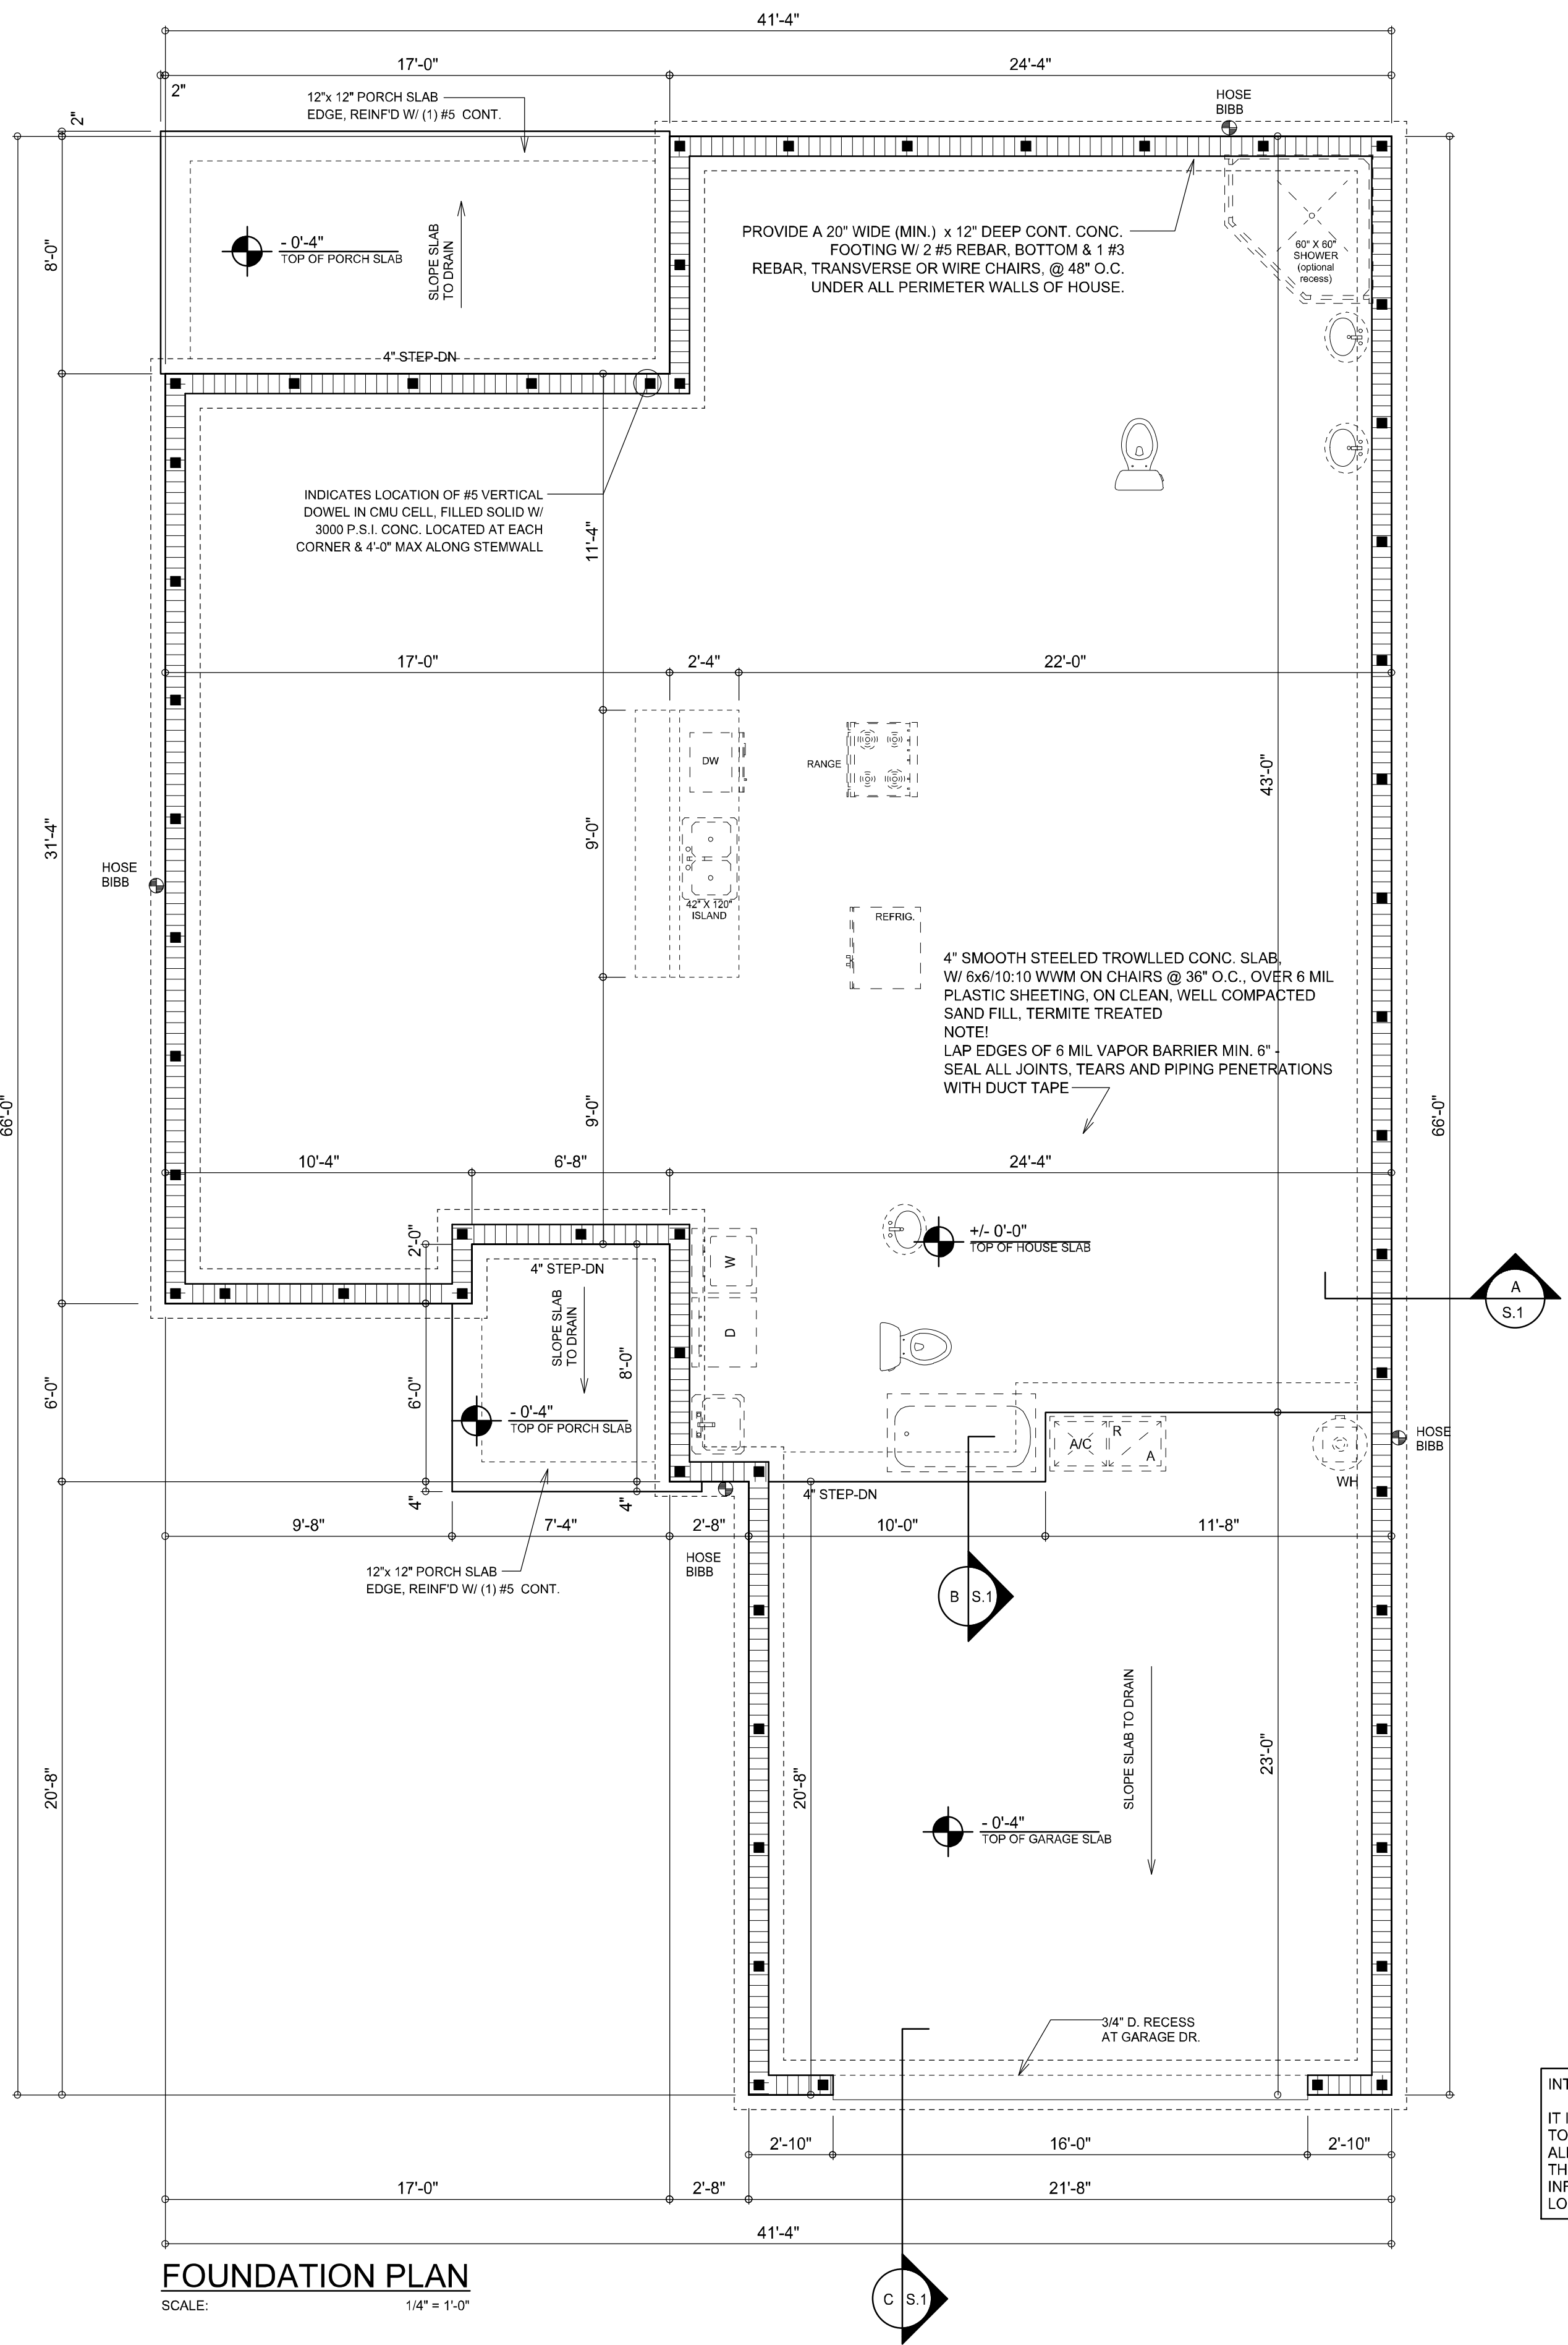 41'-4"
17'-0"
24'-4"
2"
2"
12"x 12" PORCH SLAB
EDGE, REINF'D W/ (1) #5 CONT.
HOSE
BIBB
8'-0"
- 0'-4"
TOP OF PORCH SLAB
SLOPE SLAB
TO DRAIN
4" STEP-DN
PROVIDE A 20" WIDE (MIN.) x 12" DEEP CONT. CONC.
FOOTING W/ 2 #5 REBAR, BOTTOM & 1 #3
REBAR, TRANSVERSE OR WIRE CHAIRS, @ 48" O.C.
UNDER ALL PERIMETER WALLS OF HOUSE.
60" X 60"
SHOWER
(optional
recess)
INDICATES LOCATION OF #5 VERTICAL
DOWEL IN CMU CELL, FILLED SOLID W/
3000 P.S.I. CONC. LOCATED AT EACH
CORNER & 4'-0" MAX ALONG STEMWALL
11'-4"
17'-0"
2'-4"
22'-0"
DW
RANGE
43'-0"
31'-4"
9'-0"
HOSE
BIBB
42" X 120"
ISLAND
REFRIG.
4" SMOOTH STEELED TROWLLED CONC. SLAB,
W/ 6x6/10:10 WWM ON CHAIRS @ 36" O.C., OVER 6 MIL
PLASTIC SHEETING, ON CLEAN, WELL COMPACTED
SAND FILL, TERMITE TREATED
NOTE!
LAP EDGES OF 6 MIL VAPOR BARRIER MIN. 6" -
SEAL ALL JOINTS, TEARS AND PIPING PENETRATIONS
WITH DUCT TAPE
66'-0"
9'-0"
66'-0"
10'-4"
6'-8"
24'-4"
2'-0"
4" STEP-DN
W
+/- 0'-0"
TOP OF HOUSE SLAB
A
S.1
SLOPE SLAB
TO DRAIN
D
8'-0"
6'-0"
6'-0"
- 0'-4"
TOP OF PORCH SLAB
A/C
R
A
WH
HOSE
BIBB
4"
4"
4" STEP-DN
9'-8"
7'-4"
2'-8"
10'-0"
11'-8"
12"x 12" PORCH SLAB
EDGE, REINF'D W/ (1) #5 CONT.
HOSE
BIBB
B
S.1
SLOPE SLAB TO DRAIN
20'-8"
20'-8"
23'-0"
- 0'-4"
TOP OF GARAGE SLAB
3/4" D. RECESS
AT GARAGE DR.
2'-10"
16'-0"
2'-10"
17'-0"
2'-8"
21'-8"
41'-4"
C
S.1
FOUNDATION PLAN
SCALE: 1/4" = 1'-0"
TO